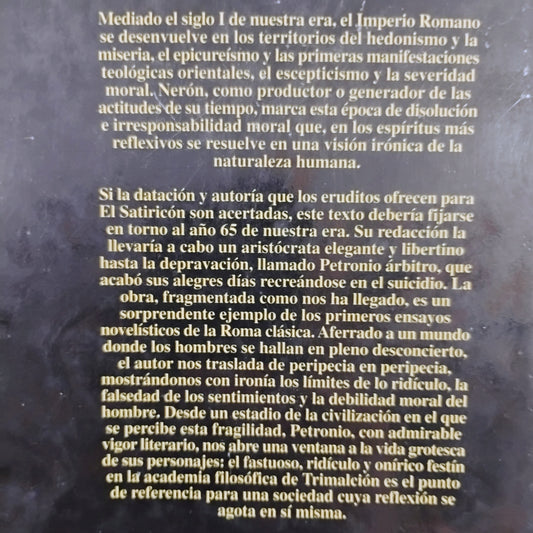 Mediado el siglo I de nuestra era, el Imperio Romano
se desenvuelve en los territorios del hedonismo y la
miseria, el epicureísmo y las primeras manifestaciones
teológicas orientales, el escepticismo y la severidad
moral. Nerón, como productor o generador de las
actitudes de su tiempo, marca esta época de disolución
e irresponsabilidad moral que, en los espíritus más
reflexivos se resuelve en una visión irónica de la
naturaleza humana.
Si la datación y autoría que los eruditos ofrecen para
El Satiricón son acertadas, este texto debería fijarse
en torno al año 65 de nuestra era. Su redacción la
llevaría a cabo un aristócrata elegante y libertino
hasta la depravación, llamado Petronio árbitro, que
acabó sus alegres días recreándose en el suicidio. La
obra, fragmentada como nos ha llegado, es un
sorprendente ejemplo de los primeros ensayos
novelísticos de la Roma clásica. Aferrado a un mundo
donde los hombres se hallan en pleno desconcierto,
el autor nos traslada de peripecia en peripecia,
mostrándonos con ironía los límites de lo ridículo, la
falsedad de los sentimientos y la debilidad moral del
hombre. Desde un estadio de la civilización en el que
se percibe esta fragilidad, Petronio, con admirable
vigor literario, nos abre una ventana a la vida grotesca
de sus personajes: el fastuoso, ridículo y onírico festín
en la academia filosófica de Trimalción es el punto
de referencia para una sociedad cuya reflexión se
agota en sí misma.